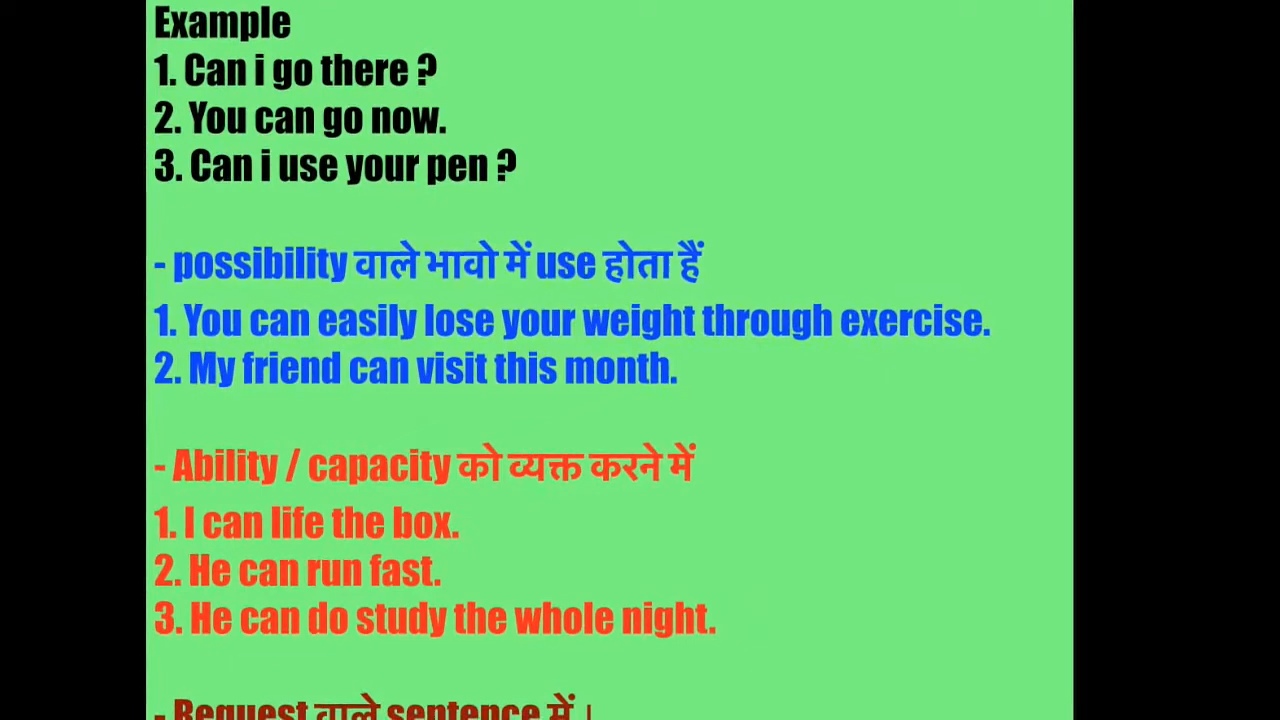 Example
1. Can i go there ?
2. You can go now.
3. Can i use your pen ?
- possibility वाले भावो में use होता हैं
1. You can easily lose your weight through exercise.
2. My friend can visit this month.
- Ability / capacity को व्यक्त करने में
1. I can life the box.
2. He can run fast.
3. He can do study the whole night.
- Request वाले sentence में ।